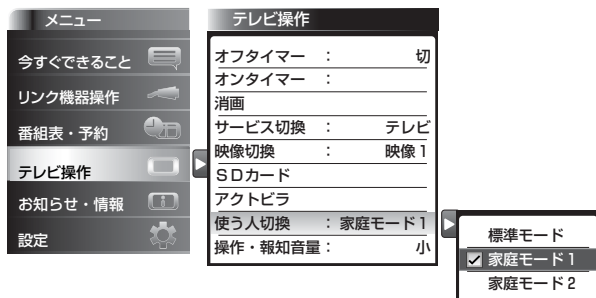 メニュー
今すぐできること
リンク機器操作
番組表・予約
テレビ操作
お知らせ・情報
設定
テレビ操作
オフタイマー : 切
オンタイマー :
消画
サービス切換 : テレビ
映像切換 : 映像1
SDカード
アクトビラ
使う人切換 : 家庭モード1
操作・報知音量 : 小
標準モード
家庭モード1
家庭モード2